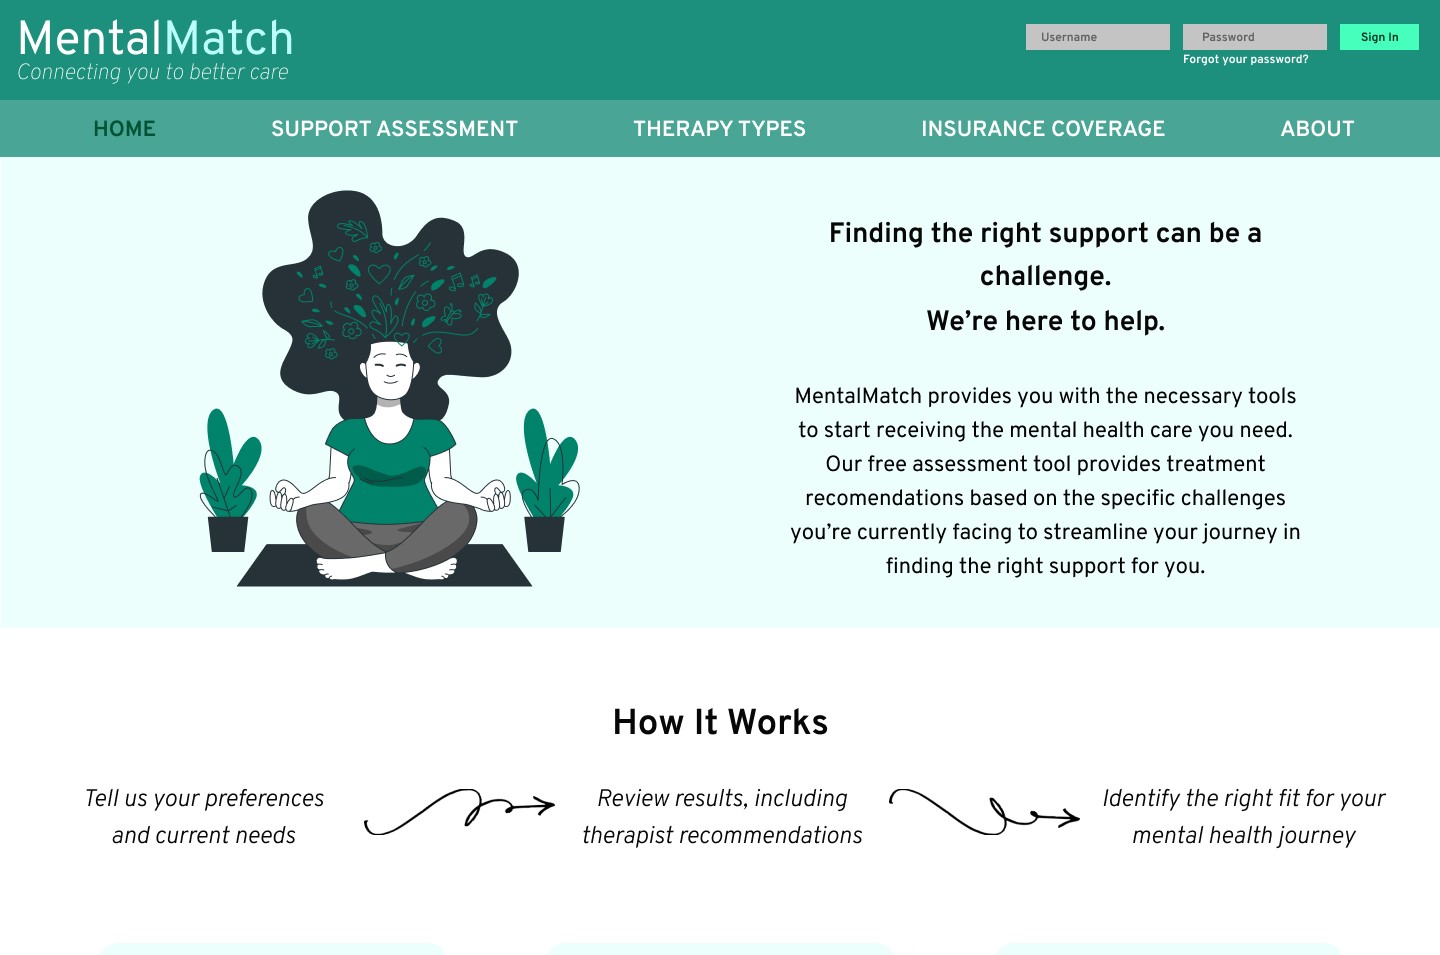 MentalMatch
Connecting you to better care
Username
Password
Sign In
Forgot your password?
HOME
SUPPORT ASSESSMENT
THERAPY TYPES
INSURANCE COVERAGE
ABOUT
Finding the right support can be a
challenge.
We’re here to help.
MentalMatch provides you with the necessary tools
to start receiving the mental health care you need.
Our free assessment tool provides treatment
recomendations based on the specific challenges
you’re currently facing to streamline your journey in
finding the right support for you.
How It Works
Tell us your preferences
and current needs
Review results, including
therapist recommendations
Identify the right fit for your
mental health journey